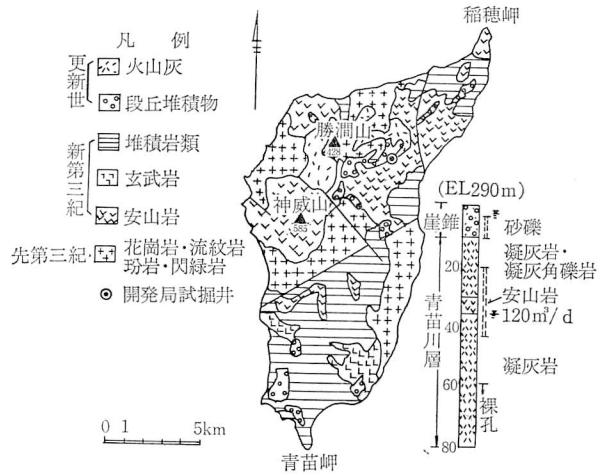 稲穂岬
凡 例
更新世
火山灰
段丘堆積物
新第三紀
堆積岩類
玄武岩
安山岩
先第三紀・花崗岩・流紋岩
玢岩・閃緑岩
開発局試掘井
勝澗山
428
神威山
585
0 1 5km
青苗岬
(EL290m)
崖錐
青苗川層
20
40
60
80
砂礫
凝灰岩・
凝灰角礫岩
安山岩
120m³/d
凝灰岩
裸孔